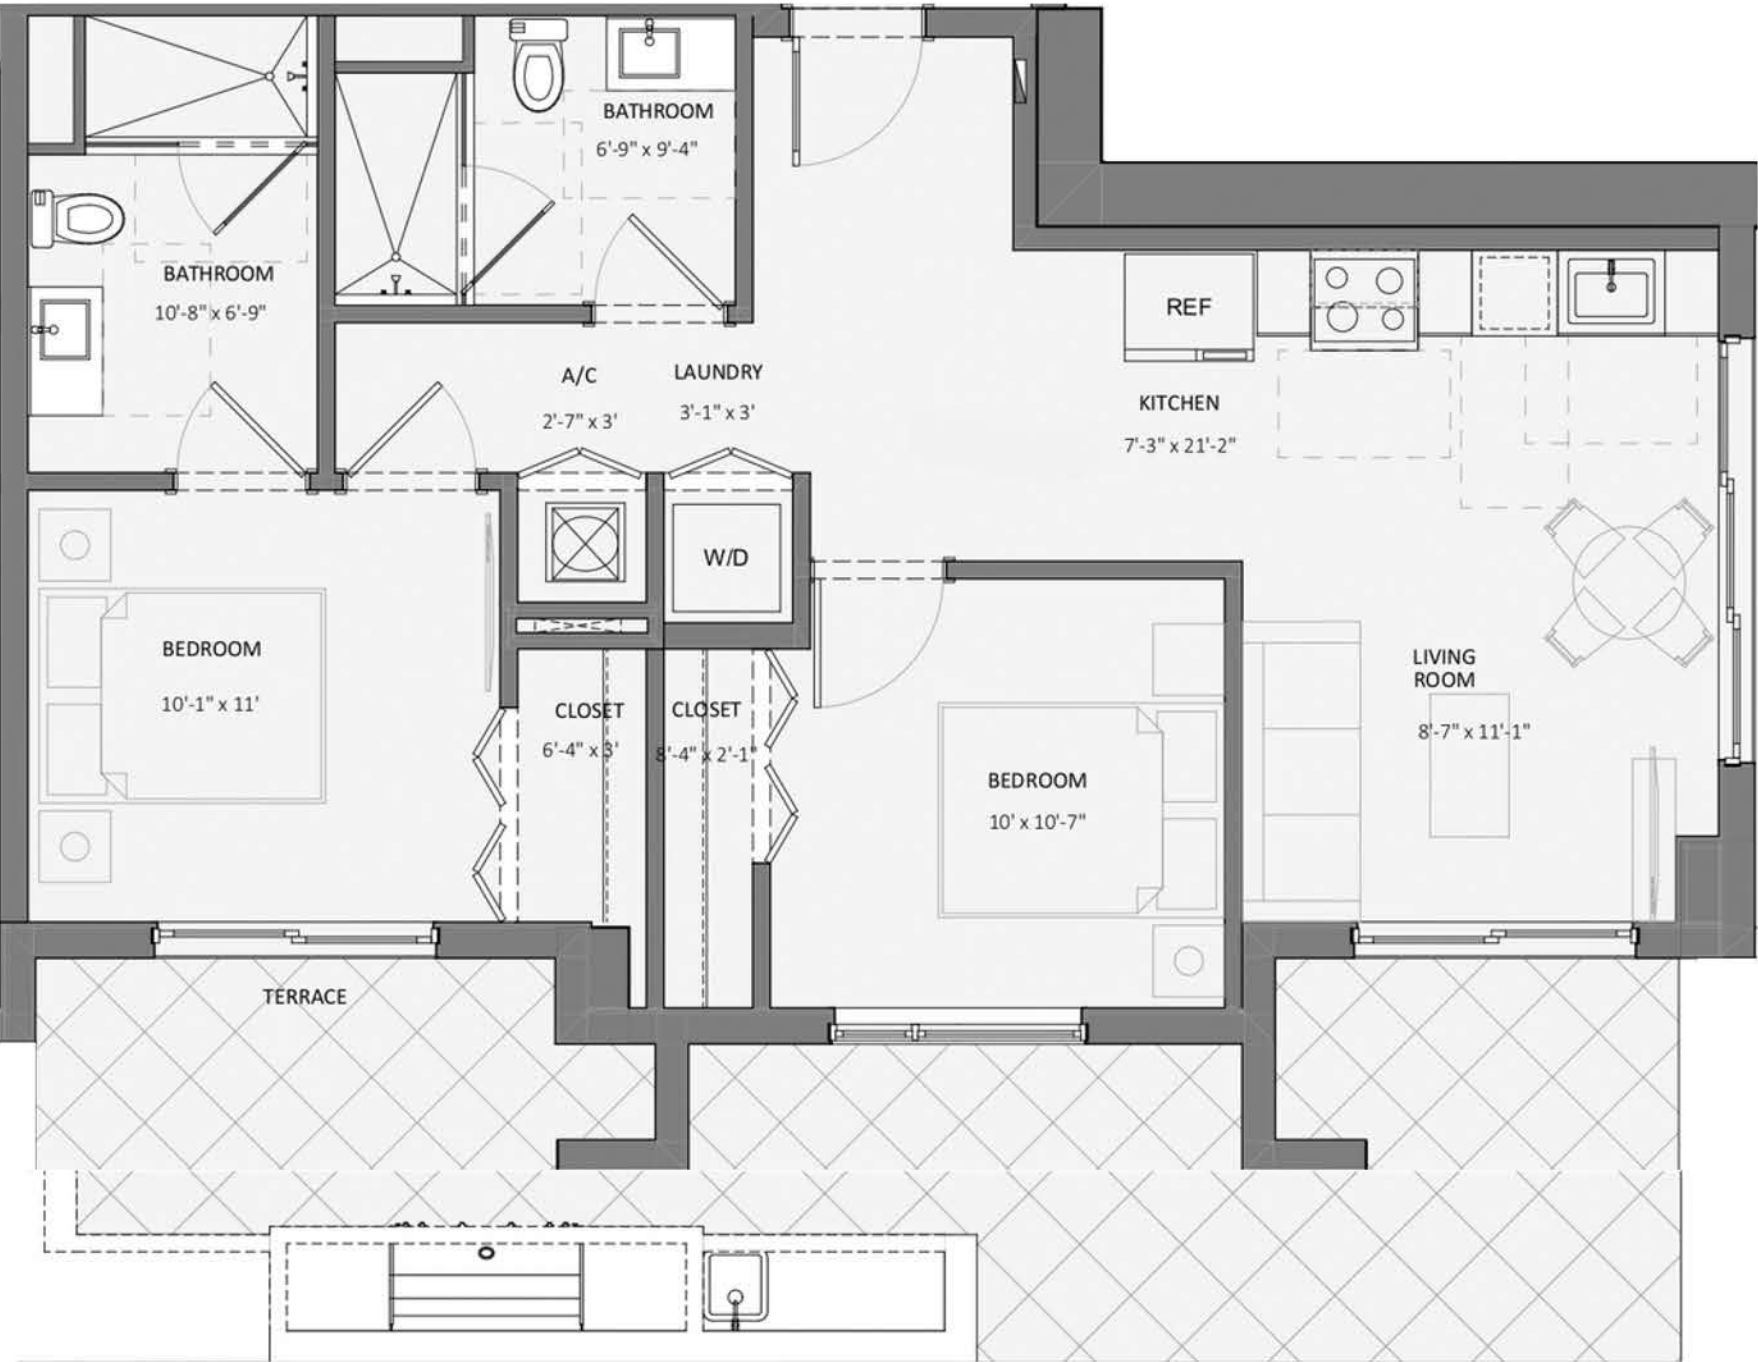 BATHROOM
6'-9" x 9'-4"
BATHROOM
10'-8" x 6'-9"
REF
A/C
2'-7" x 3'
LAUNDRY
3'-1" x 3'
KITCHEN
7'-3" x 21'-2"
W/D
BEDROOM
10'-1" x 11'
CLOSET
6'-4" x 3'
CLOSET
8'-4" x 2'-1"
LIVING
ROOM
8'-7" x 11'-1"
BEDROOM
10' x 10'-7"
TERRACE